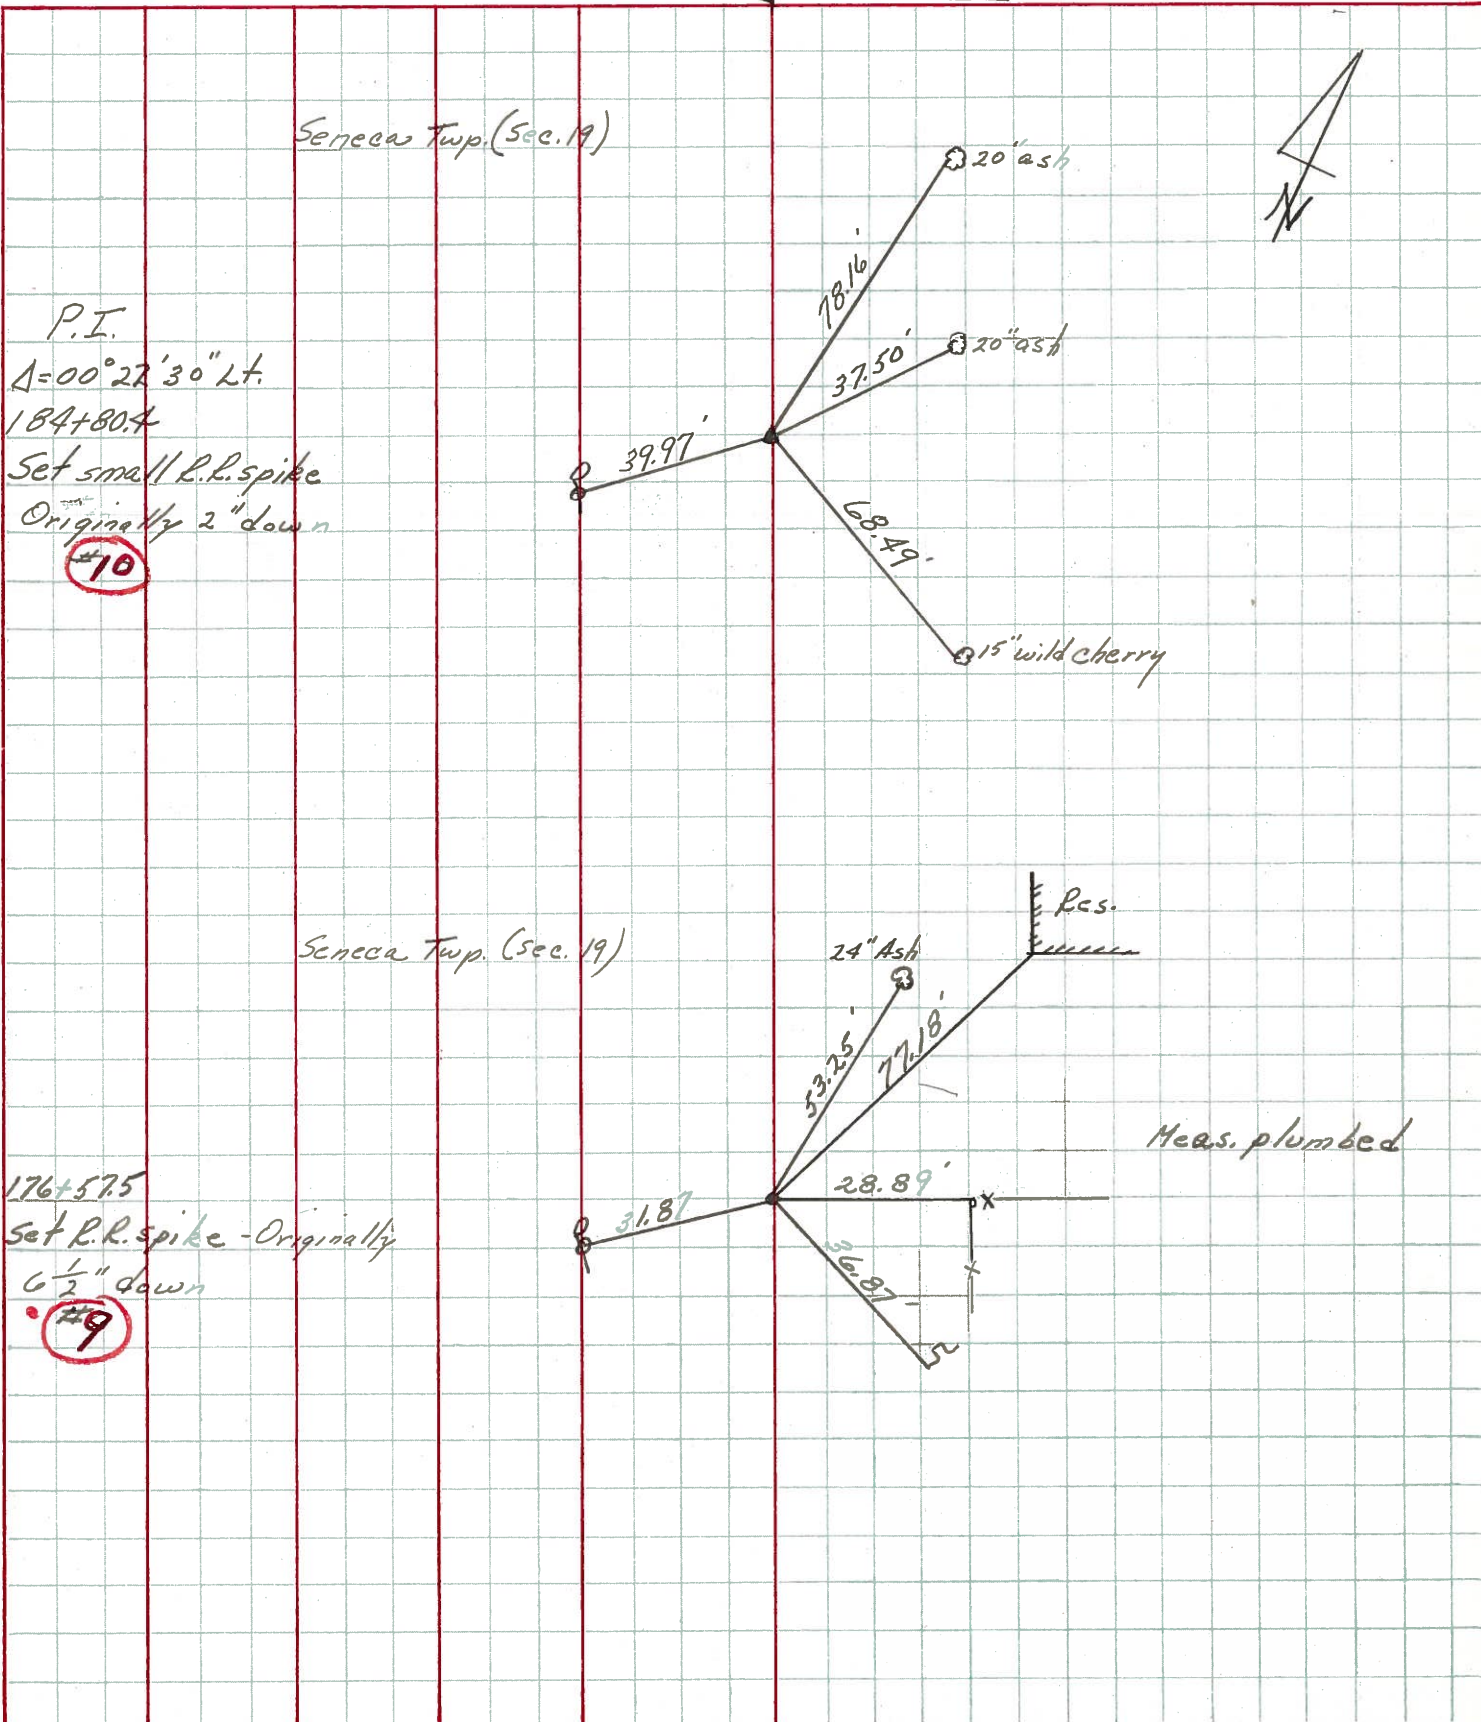 Seneca Twp. (Sec. 19)
20" ash
N
78.16'
P.I.
20" ash
37.50'
Δ=00°22'30" Lt.
184+80.4
39.97'
Set small R.R. spike
Originally 2" down
68.49'
#10
15" wild cherry
Res.
Seneca Twp. (Sec. 19)
24" Ash
53.25'
77.18'
Meas. plumbed
176+57.5
28.89'
31.87
Set R.R. spike - Originally
6 1/2" down
36.87
#9